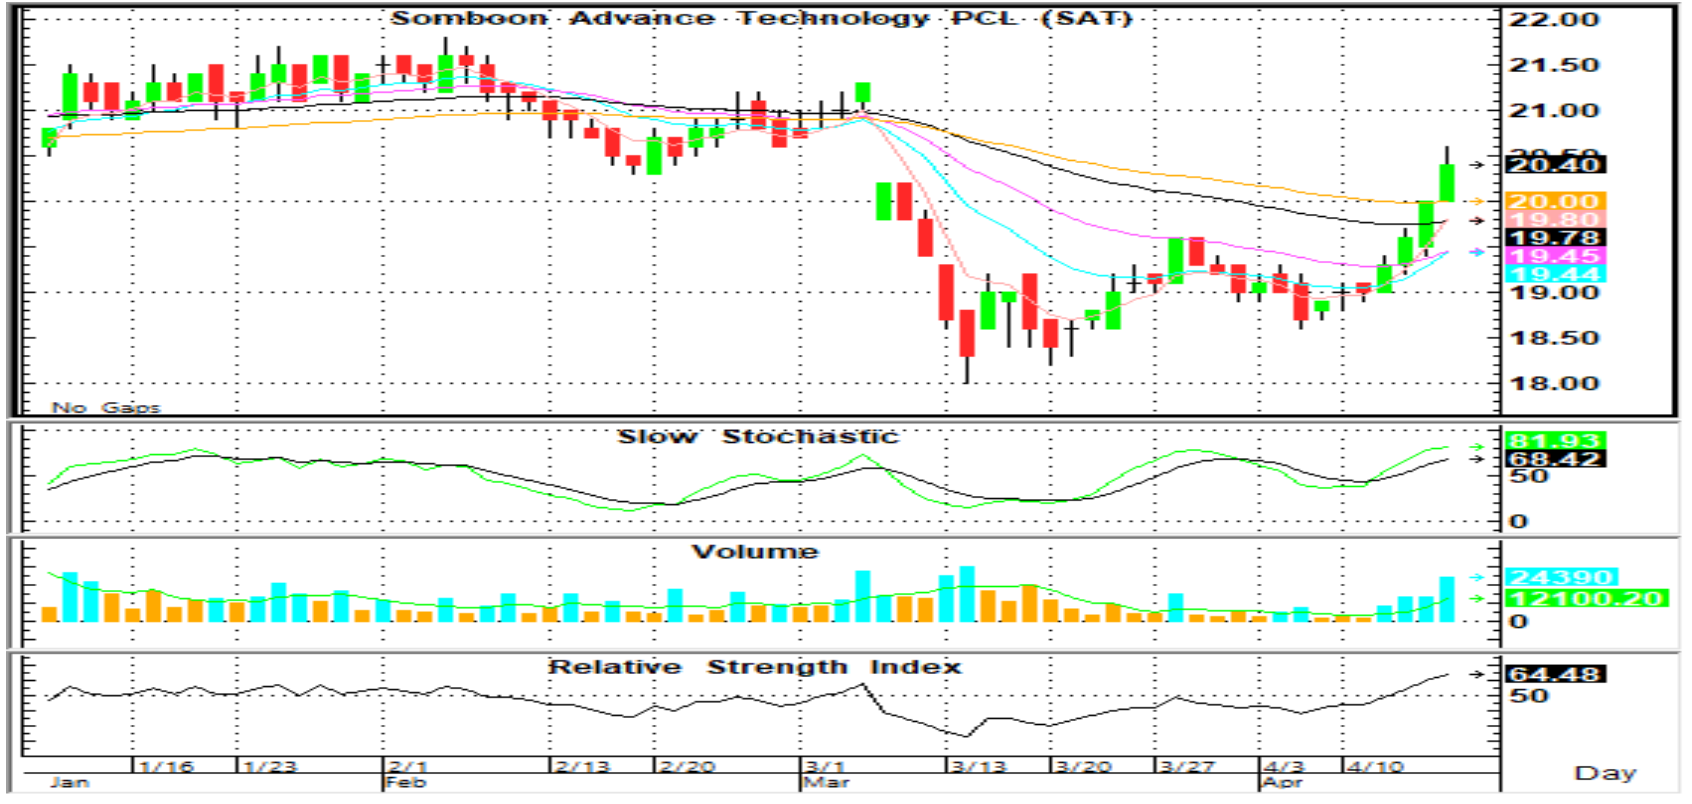 Somboon Advance Technology PCL (SAT)
22.00
21.50
21.00
20.50
20.40
20.00
19.80
19.78
19.45
19.44
19.00
18.50
18.00
No Gaps
Slow Stochastic
81.93
68.42
50
0
Volume
24390
12100.20
0
Relative Strength Index
64.48
50
1/16 1/23 2/1 2/13 2/20 3/1 3/13 3/20 3/27 4/3 4/10
Jan Feb Mar Apr
Day